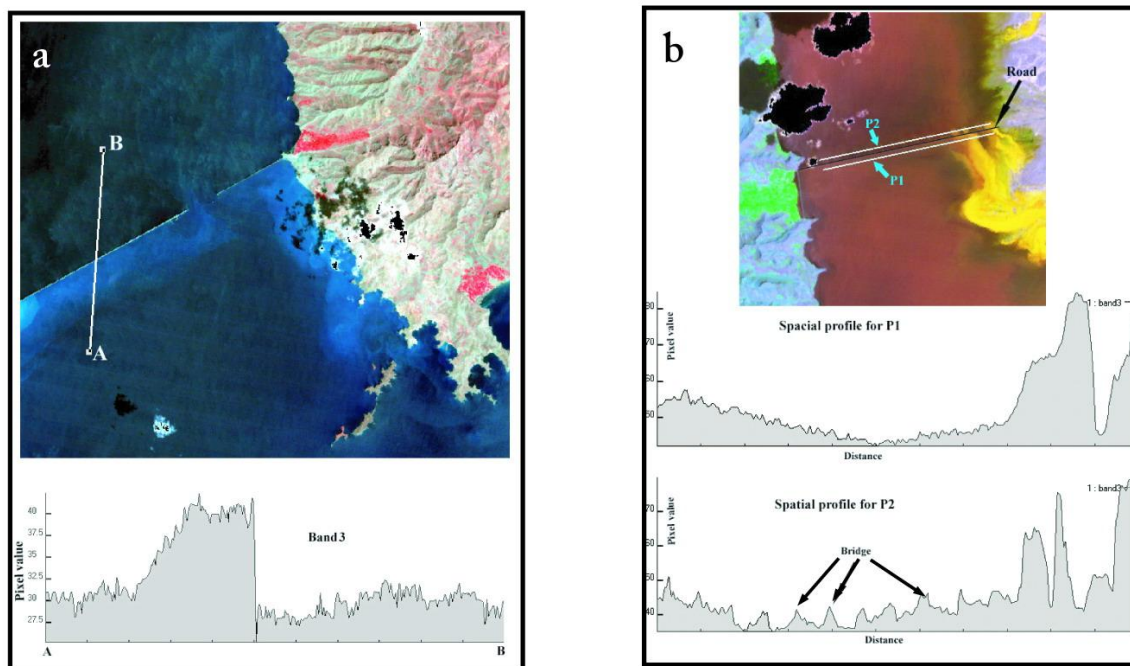 a
B
A
Band 3
Pixel value
40
37.5
35
32.5
30
27.5
A
B
b
Road
P2
P1
80
70
60
50
Pixel value
Spacial profile for P1
1 : band3
Distance
70
60
50
40
Pixel value
Spatial profile for P2
1 : band3
Bridge
Distance